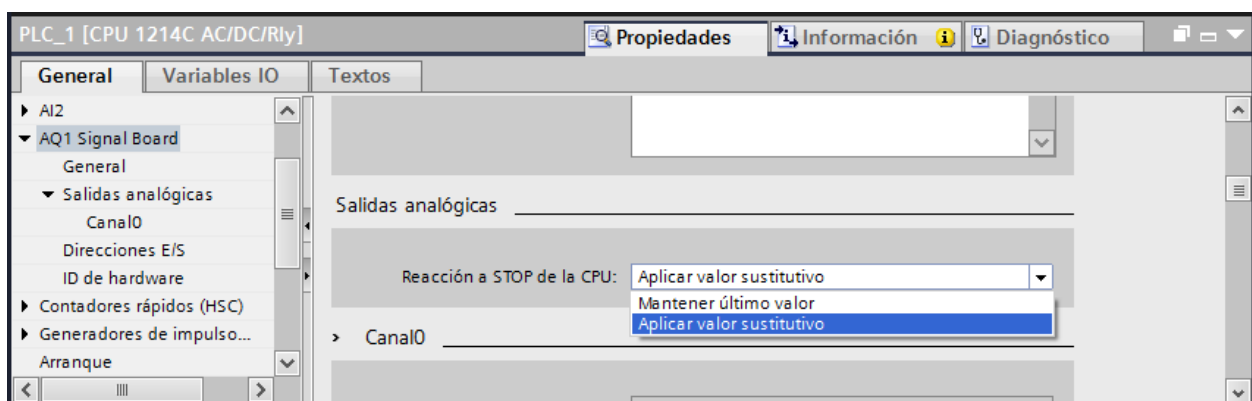 PLC_1 [CPU 1214C AC/DC/Rly]
Propiedades
Información
Diagnóstico
General
Variables IO
Textos
AI2
AQ1 Signal Board
General
Salidas analógicas
Canal0
Direcciones E/S
ID de hardware
Contadores rápidos (HSC)
Generadores de impulso...
Arranque
Salidas analógicas
Reacción a STOP de la CPU: Aplicar valor sustitutivo
Mantener último valor
Aplicar valor sustitutivo
Canal0